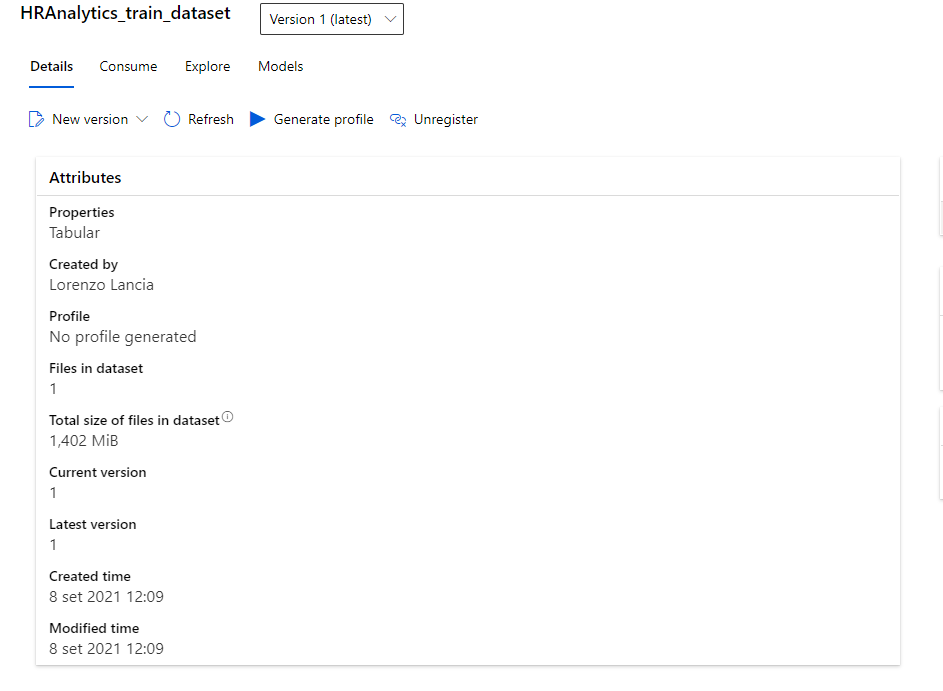 HRAnalytics_train_dataset
Version 1 (latest)
Details Consume Explore Models
New version Refresh Generate profile Unregister
Attributes
Properties
Tabular
Created by
Lorenzo Lancia
Profile
No profile generated
Files in dataset
1
Total size of files in dataset
1,402 MiB
Current version
1
Latest version
1
Created time
8 set 2021 12:09
Modified time
8 set 2021 12:09